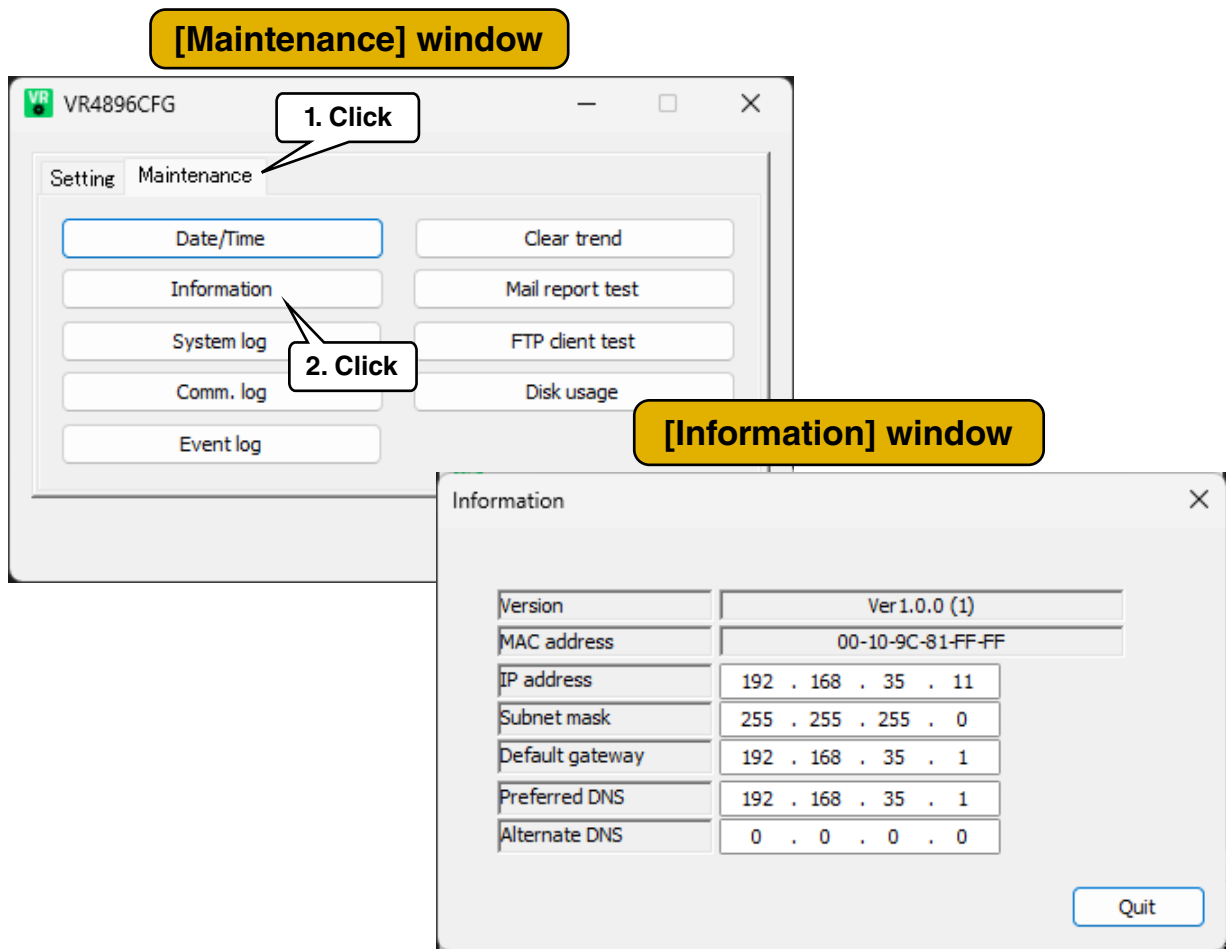 [Maintenance] window
VR4896CFG
1. Click
Setting Maintenance
Date/Time Clear trend
Information Mail report test
System log FTP client test
2. Click
Comm. log Disk usage
Event log
[Information] window
Information
Version Ver1.0.0 (1)
MAC address 00-10-9C-81-FF-FF
IP address 192 . 168 . 35 . 11
Subnet mask 255 . 255 . 255 . 0
Default gateway 192 . 168 . 35 . 1
Preferred DNS 192 . 168 . 35 . 1
Alternate DNS 0 . 0 . 0 . 0
Quit